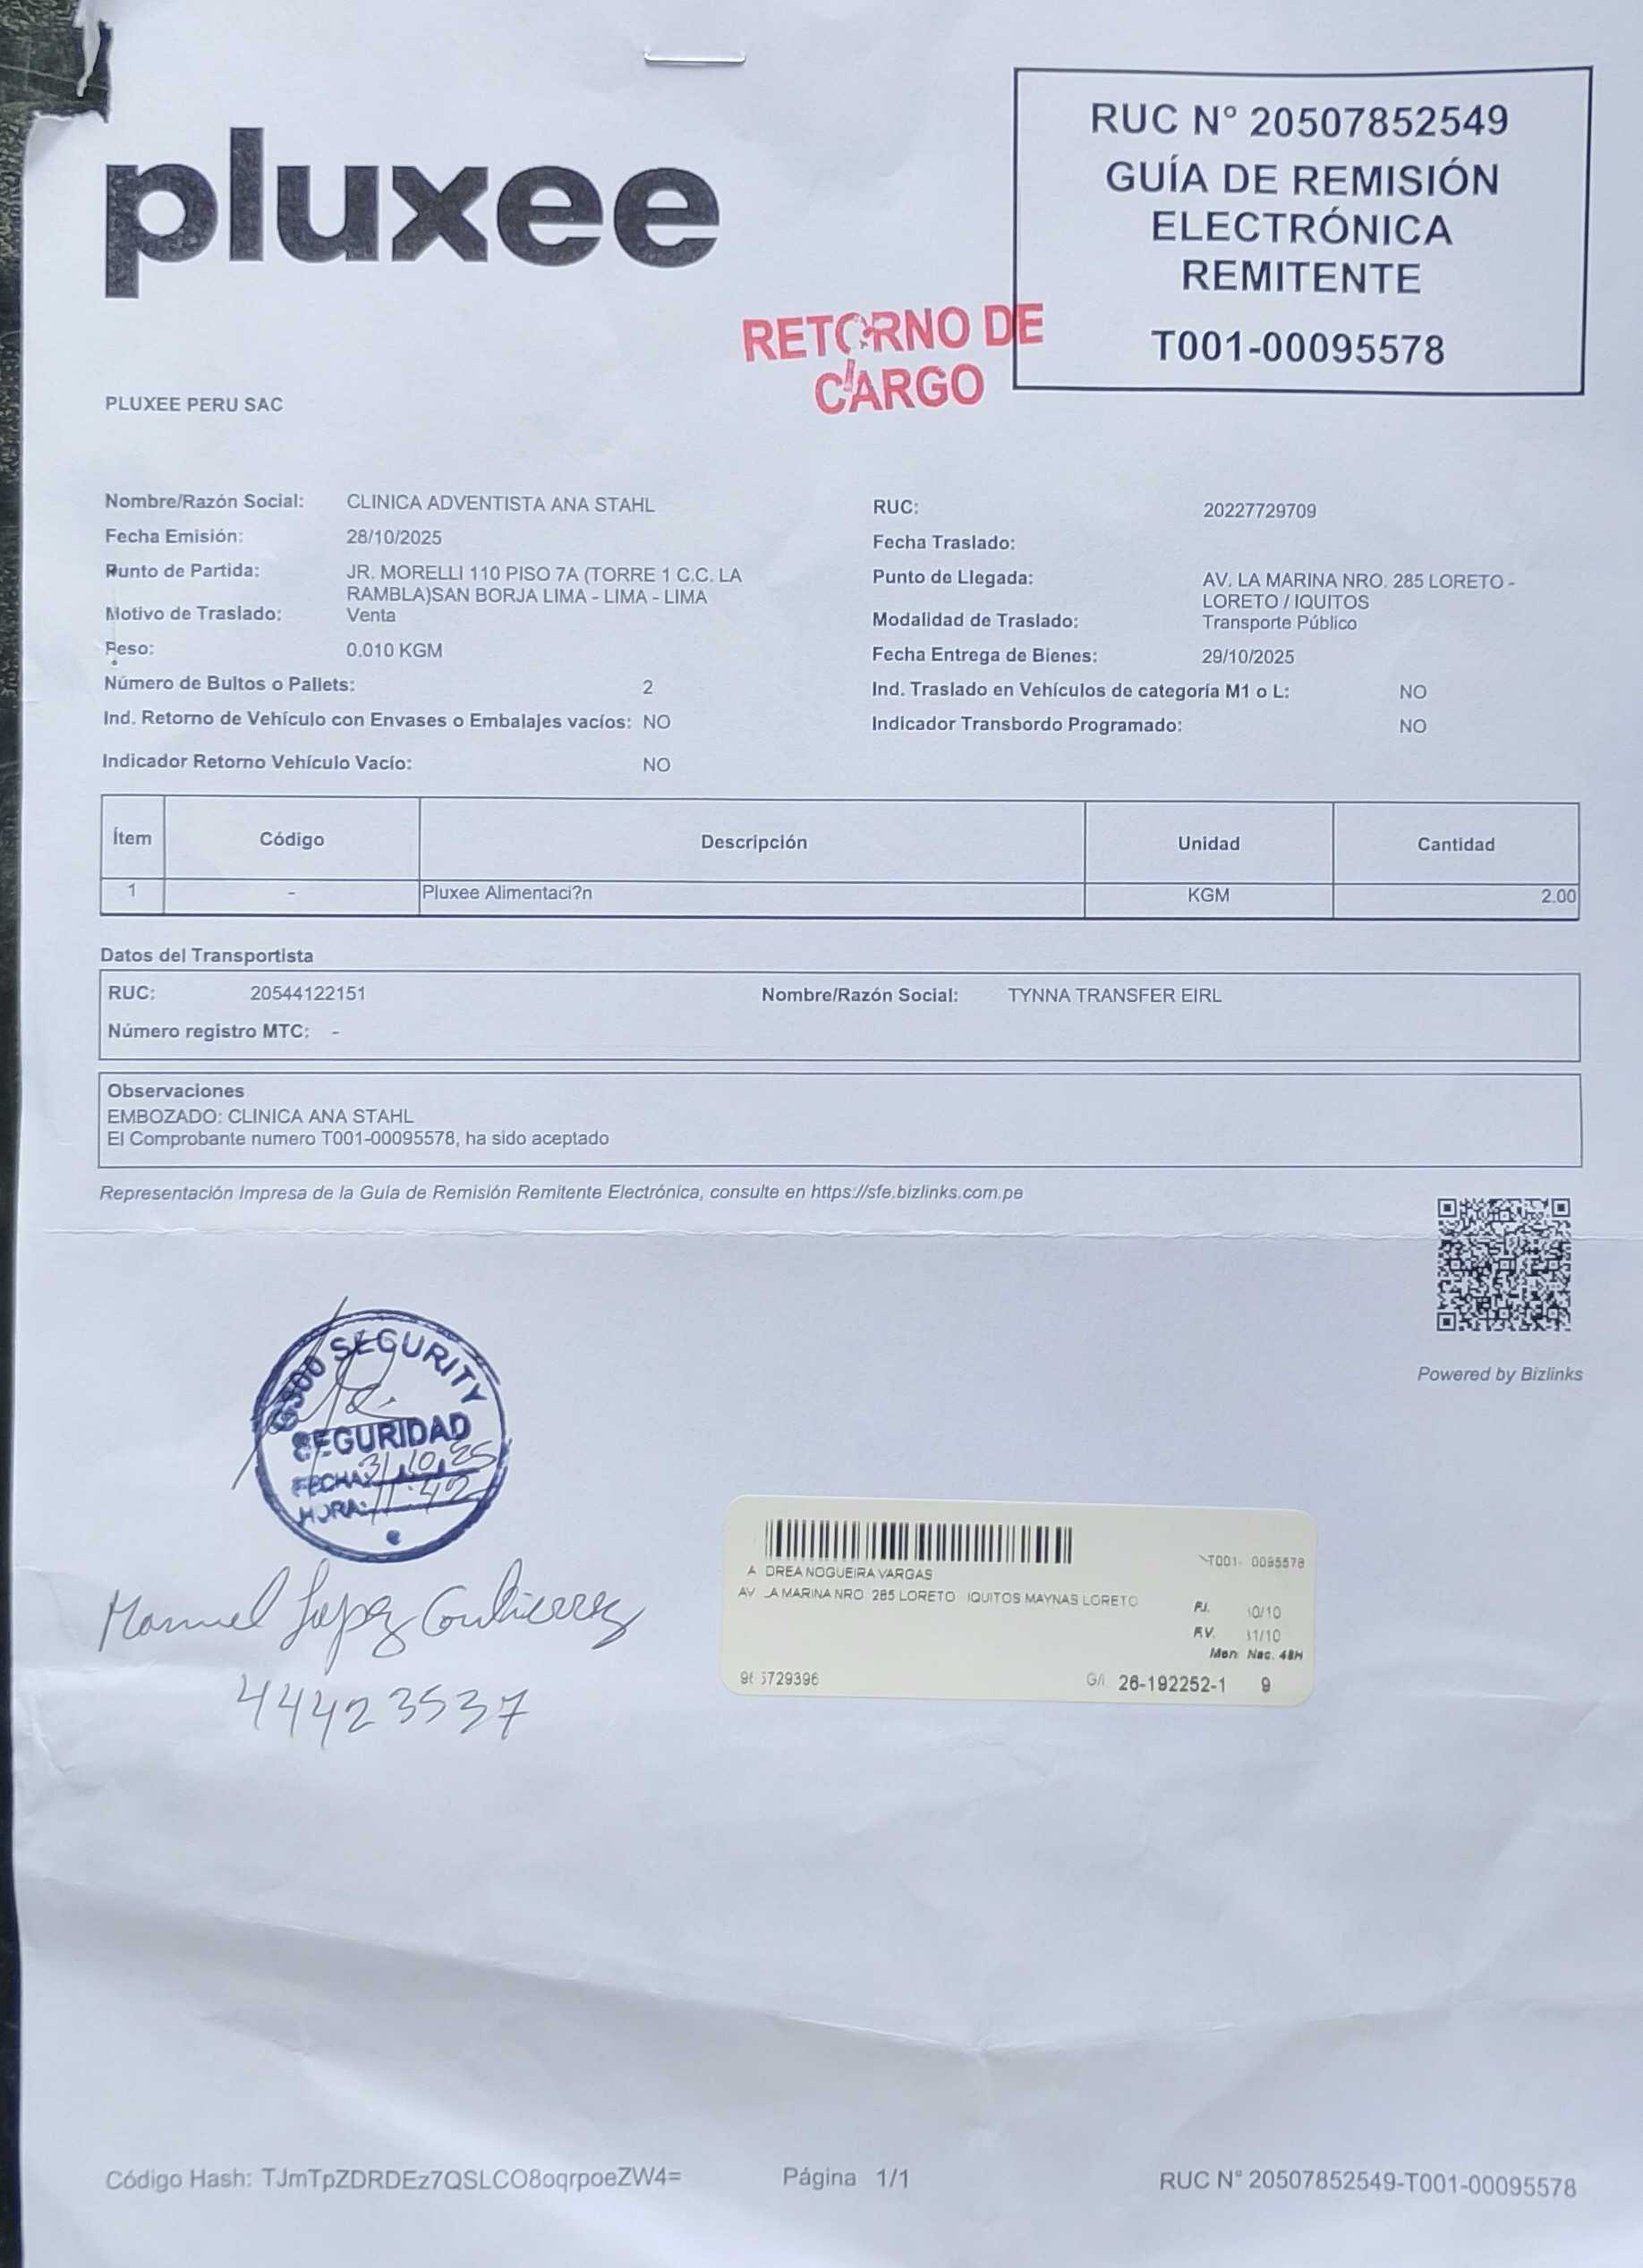 pluxee
RUC N° 20507852549
GUÍA DE REMISIÓN
ELECTRÓNICA
REMITENTE
T001-00095578
RETORNO DE
CARGO
PLUXEE PERU SAC
Nombre/Razón Social: CLINICA ADVENTISTA ANA STAHL
RUC: 20227729709
Fecha Emisión: 28/10/2025
Fecha Traslado:
Punto de Partida: JR. MORELLI 110 PISO 7A (TORRE 1 C.C. LA
RAMBLA)SAN BORJA LIMA - LIMA - LIMA
Punto de Llegada: AV. LA MARINA NRO. 285 LORETO -
LORETO / IQUITOS
Motivo de Traslado: Venta
Modalidad de Traslado: Transporte Público
Peso: 0.010 KGM
Fecha Entrega de Bienes: 29/10/2025
Número de Bultos o Pallets: 2
Ind. Traslado en Vehículos de categoría M1 o L: NO
Ind. Retorno de Vehículo con Envases o Embalajes vacíos: NO
Indicador Transbordo Programado: NO
Indicador Retorno Vehículo Vacío: NO
Ítem Código Descripción Unidad Cantidad
1 - Pluxee Alimentaci?n KGM 2.00
Datos del Transportista
RUC: 20544122151 Nombre/Razón Social: TYNNA TRANSFER EIRL
Número registro MTC: -
Observaciones
EMBOZADO: CLINICA ANA STAHL
El Comprobante numero T001-00095578, ha sido aceptado
Representación Impresa de la Guía de Remisión Remitente Electrónica, consulte en https://sfe.bizlinks.com.pe
Powered by Bizlinks
SEGURITY
SEGURIDAD
FECHA: 31.10.25
HORA: 11:42
Manuel Lopez Gutierrez
44423537
T001- 0095578
A DREA NOGUEIRA VARGAS
AV A MARINA NRO 285 LORETO IQUITOS MAYNAS LORETO
F.I. 10/10
F.V. 11/10
Men: Nac. 48H
5729396
G/I 26-192252-1 9
Código Hash: TJmTpZDRDEz7QSLCO8oqrpoeZW4=
Página 1/1
RUC N° 20507852549-T001-00095578